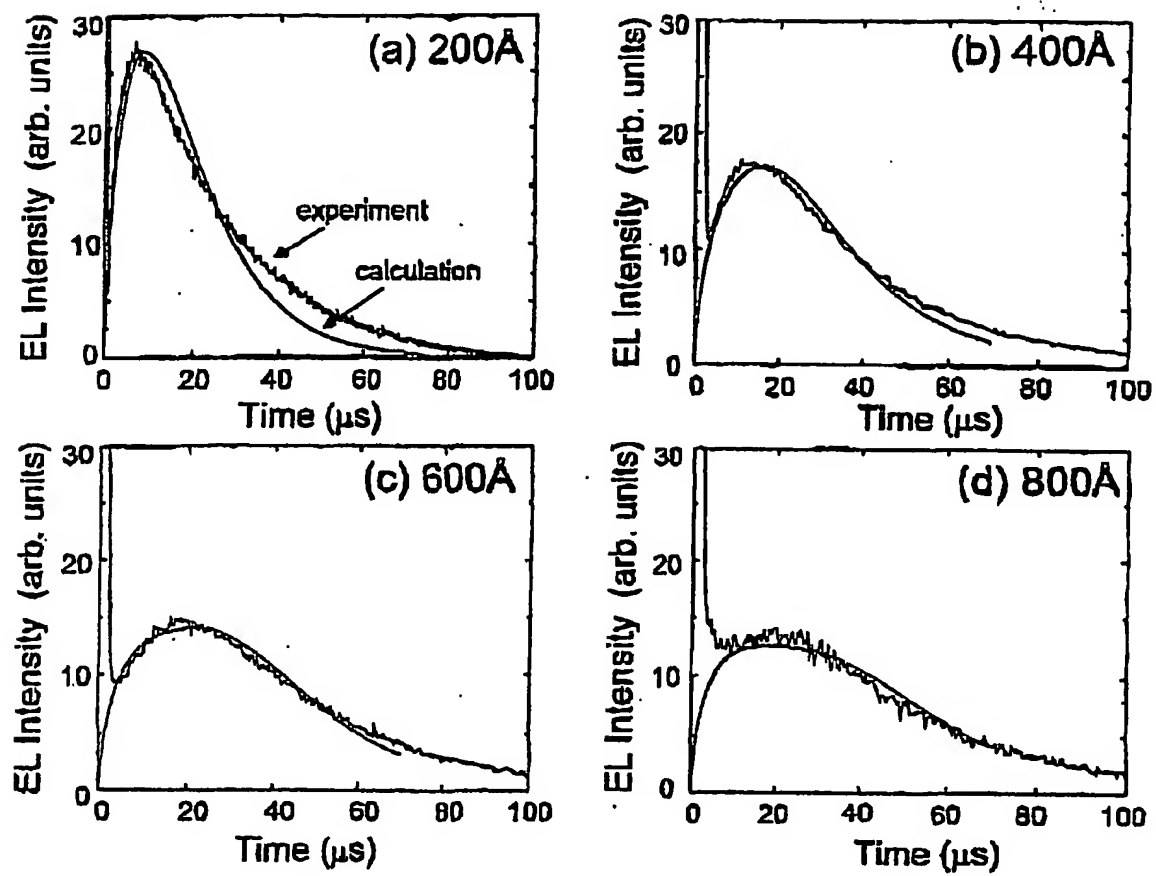 (a) 200Å
EL Intensity (arb. units)
30
20
10
0
experiment
calculation
0 20 40 60 80 100
Time (μs)
(b) 400Å
EL Intensity (arb. units)
30
20
10
0
0 20 40 60 80 100
Time (μs)
(c) 600Å
EL Intensity (arb. units)
30
20
10
0
0 20 40 60 80 100
Time (μs)
(d) 800Å
EL Intensity (arb. units)
30
20
10
0
0 20 40 60 80 100
Time (μs)